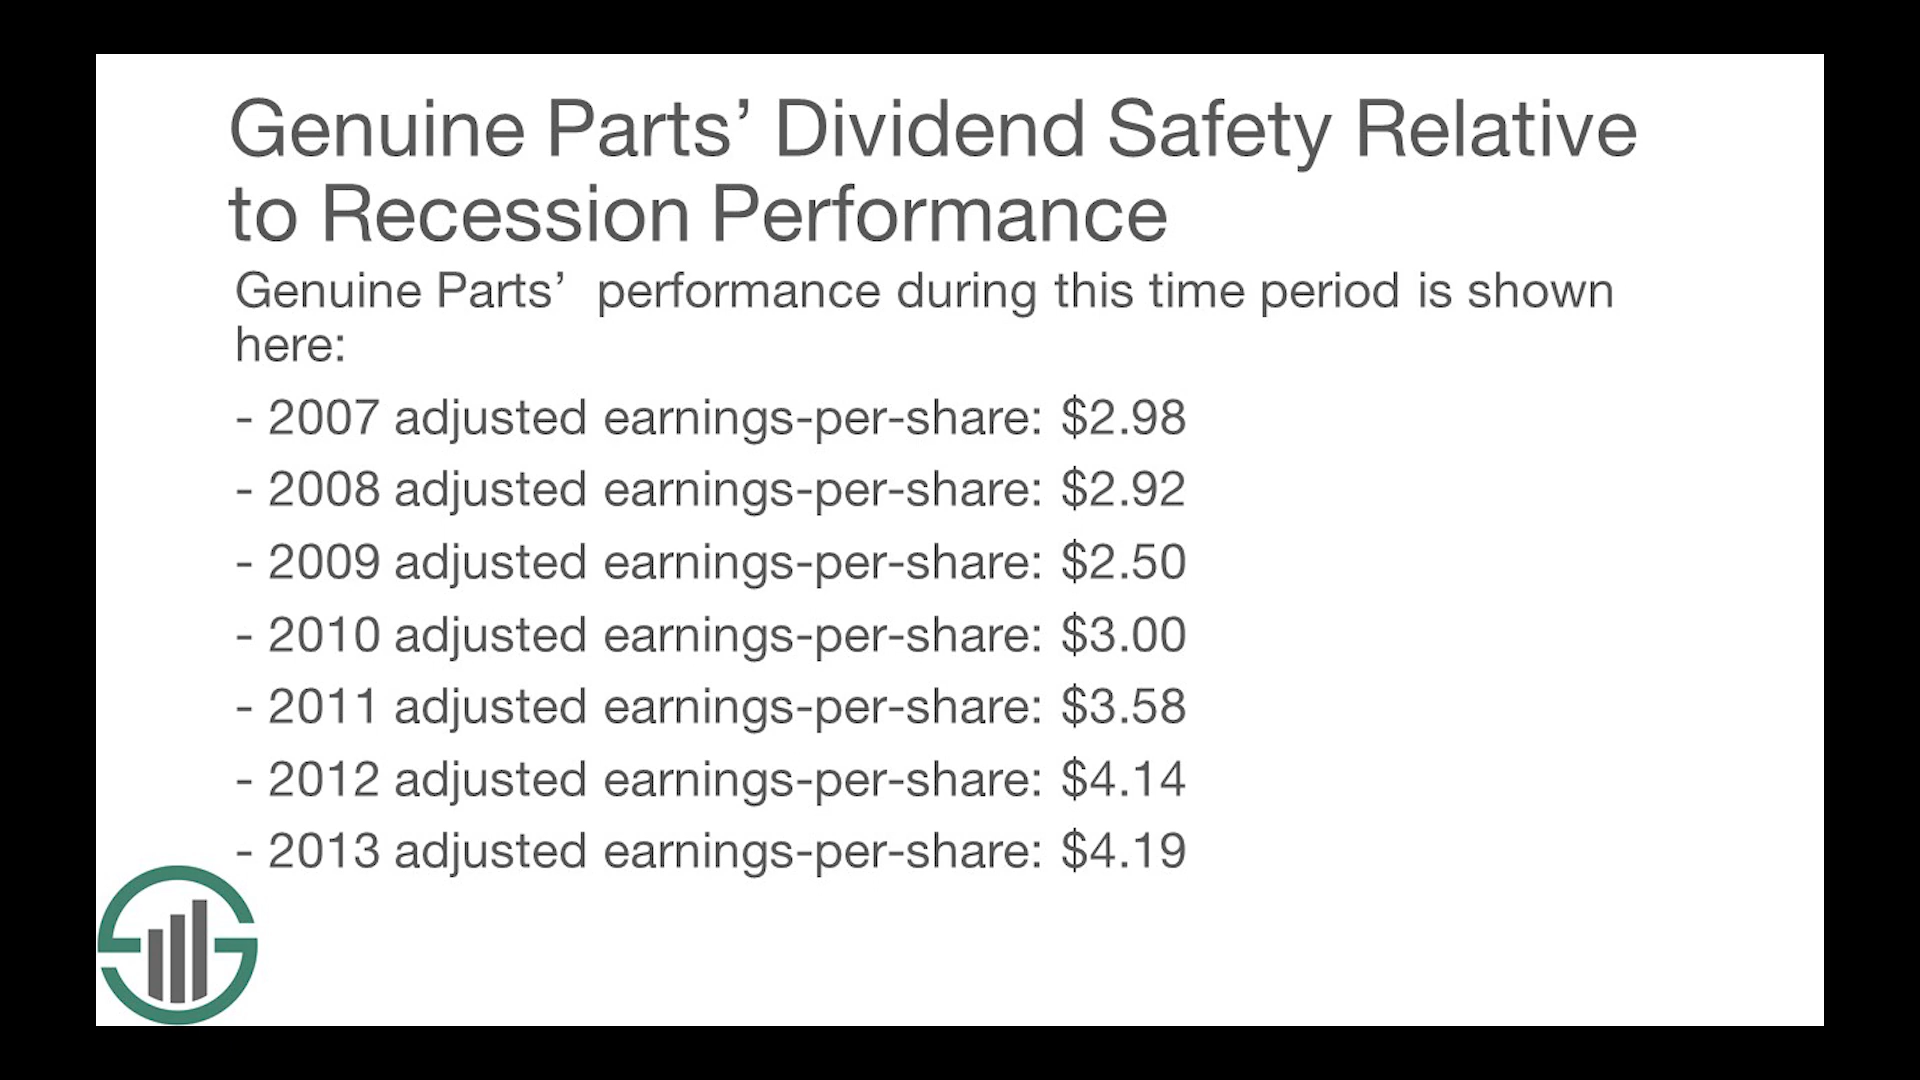 Genuine Parts’ Dividend Safety Relative
to Recession Performance
Genuine Parts’  performance during this time period is shown
here:
- 2007 adjusted earnings-per-share: $2.98
- 2008 adjusted earnings-per-share: $2.92
- 2009 adjusted earnings-per-share: $2.50
- 2010 adjusted earnings-per-share: $3.00
- 2011 adjusted earnings-per-share: $3.58
- 2012 adjusted earnings-per-share: $4.14
- 2013 adjusted earnings-per-share: $4.19